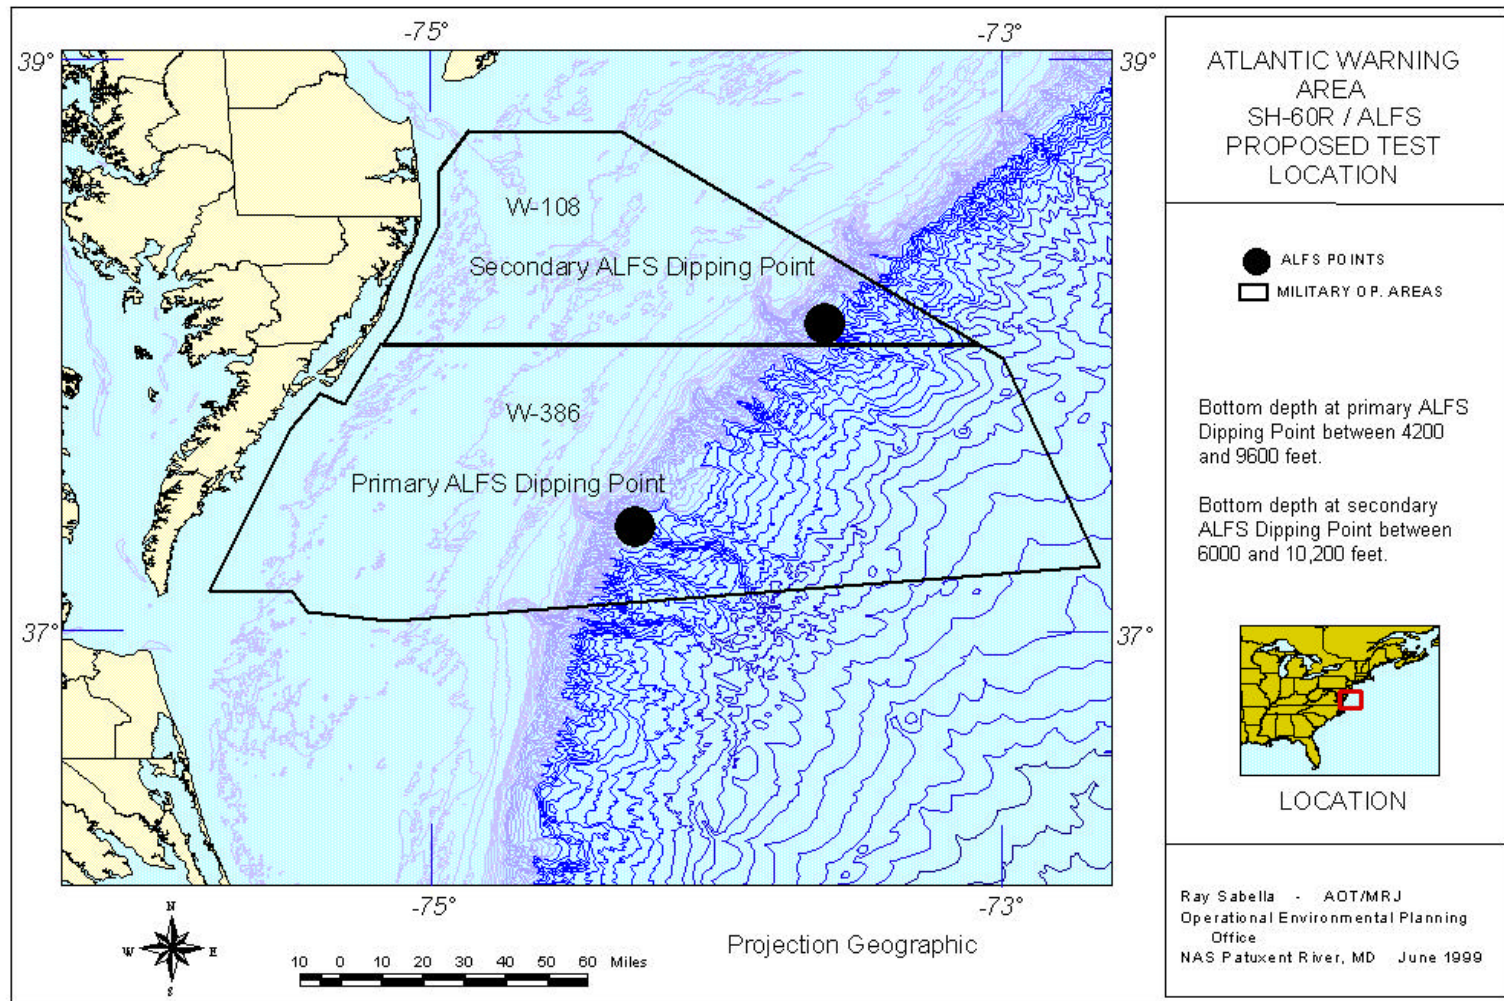 -75°
-73°
39°
39°
W-108
Secondary ALFS Dipping Point
W-386
Primary ALFS Dipping Point
37°
37°
-75°
-73°
N
W
E
S
10 0 10 20 30 40 50 60 Miles
Projection Geographic
ATLANTIC WARNING
AREA
SH-60R / ALFS
PROPOSED TEST
LOCATION
ALFS POINTS
MILITARY OP. AREAS
Bottom depth at primary ALFS
Dipping Point between 4200
and 9600 feet.
Bottom depth at secondary
ALFS Dipping Point between
6000 and 10,200 feet.
LOCATION
Ray Sabella - AOT/MRJ
Operational Environmental Planning
Office
NAS Patuxent River, MD June 1999